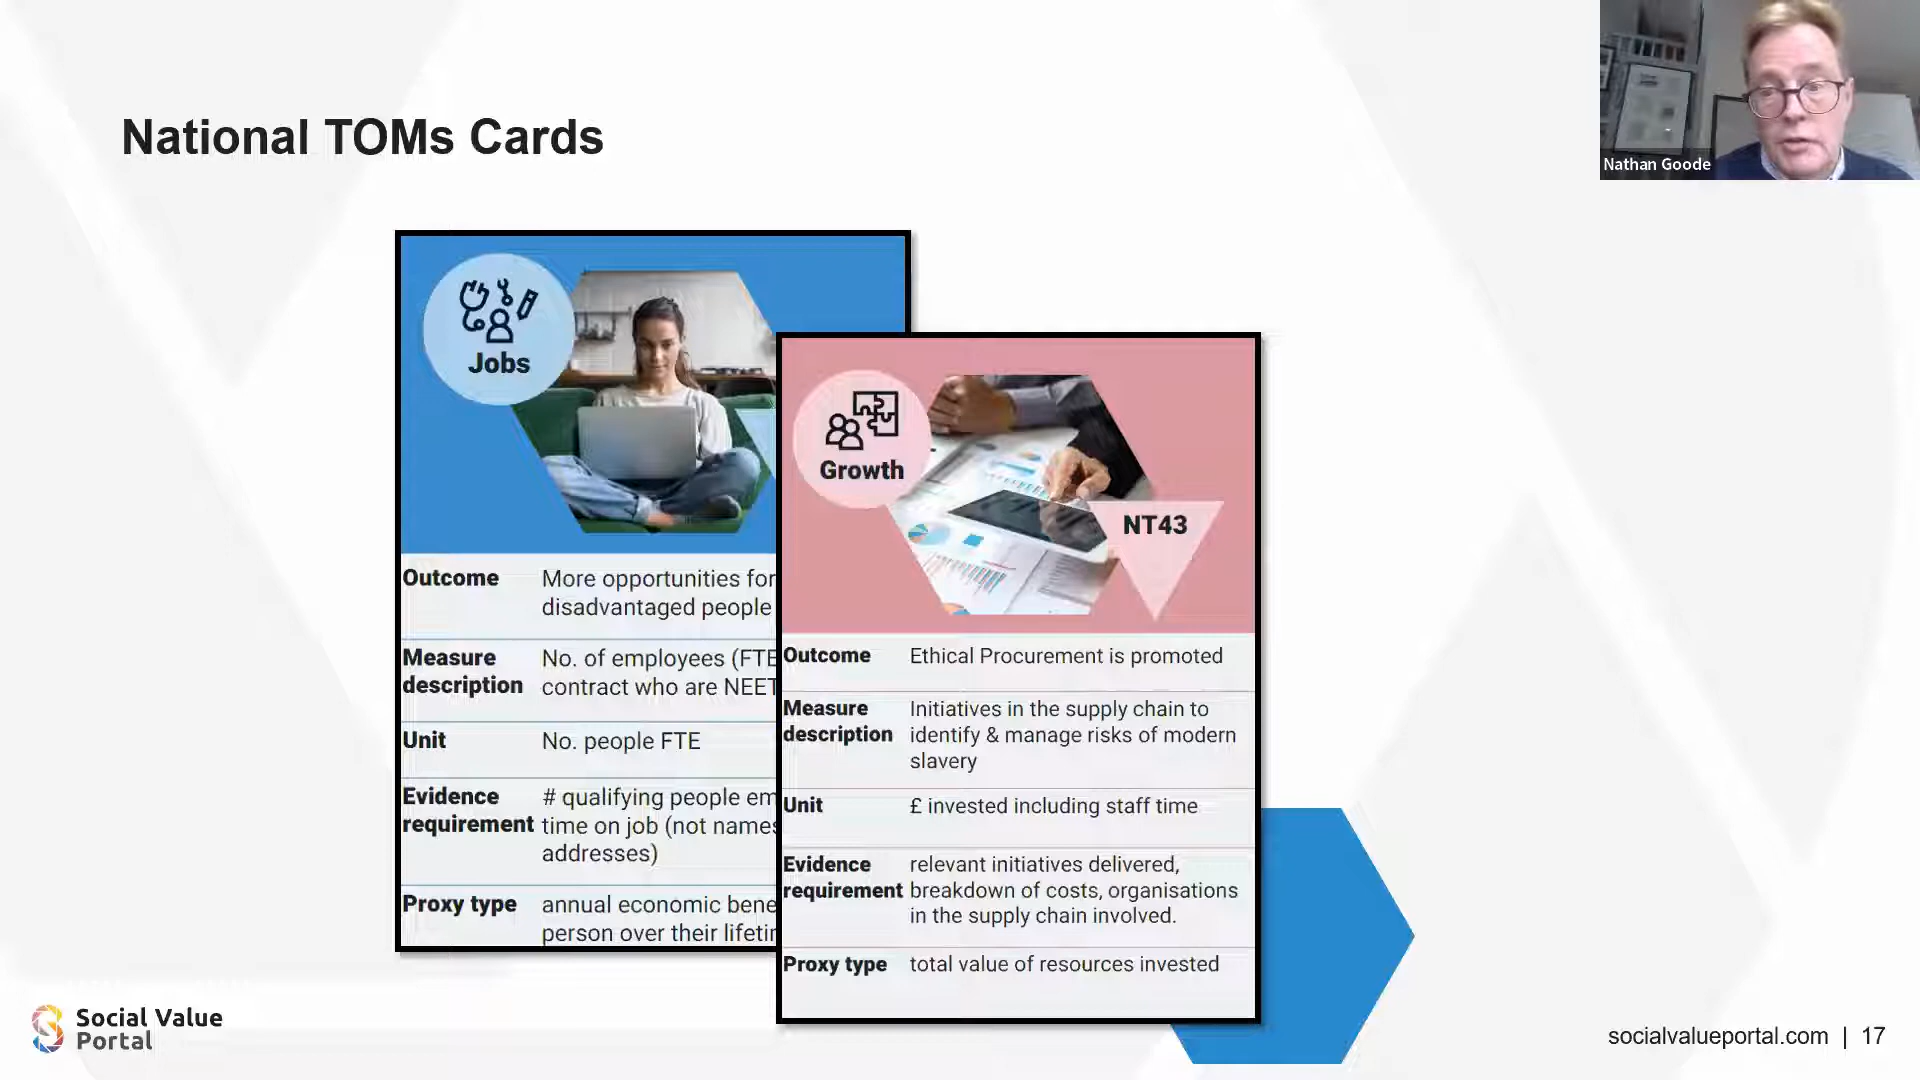 National TOMs Cards
Nathan Goode
Jobs
Outcome More opportunities for
disadvantaged people
Measure No. of employees (FTE
description contract who are NEET
Unit No. people FTE
Evidence # qualifying people em
requirement time on job (not names
addresses)
Proxy type annual economic bene
person over their lifetim
Growth
NT43
Outcome Ethical Procurement is promoted
Measure Initiatives in the supply chain to
description identify & manage risks of modern
slavery
Unit £ invested including staff time
Evidence relevant initiatives delivered,
requirement breakdown of costs, organisations
in the supply chain involved.
Proxy type total value of resources invested
Social Value
Portal
socialvalueportal.com | 17